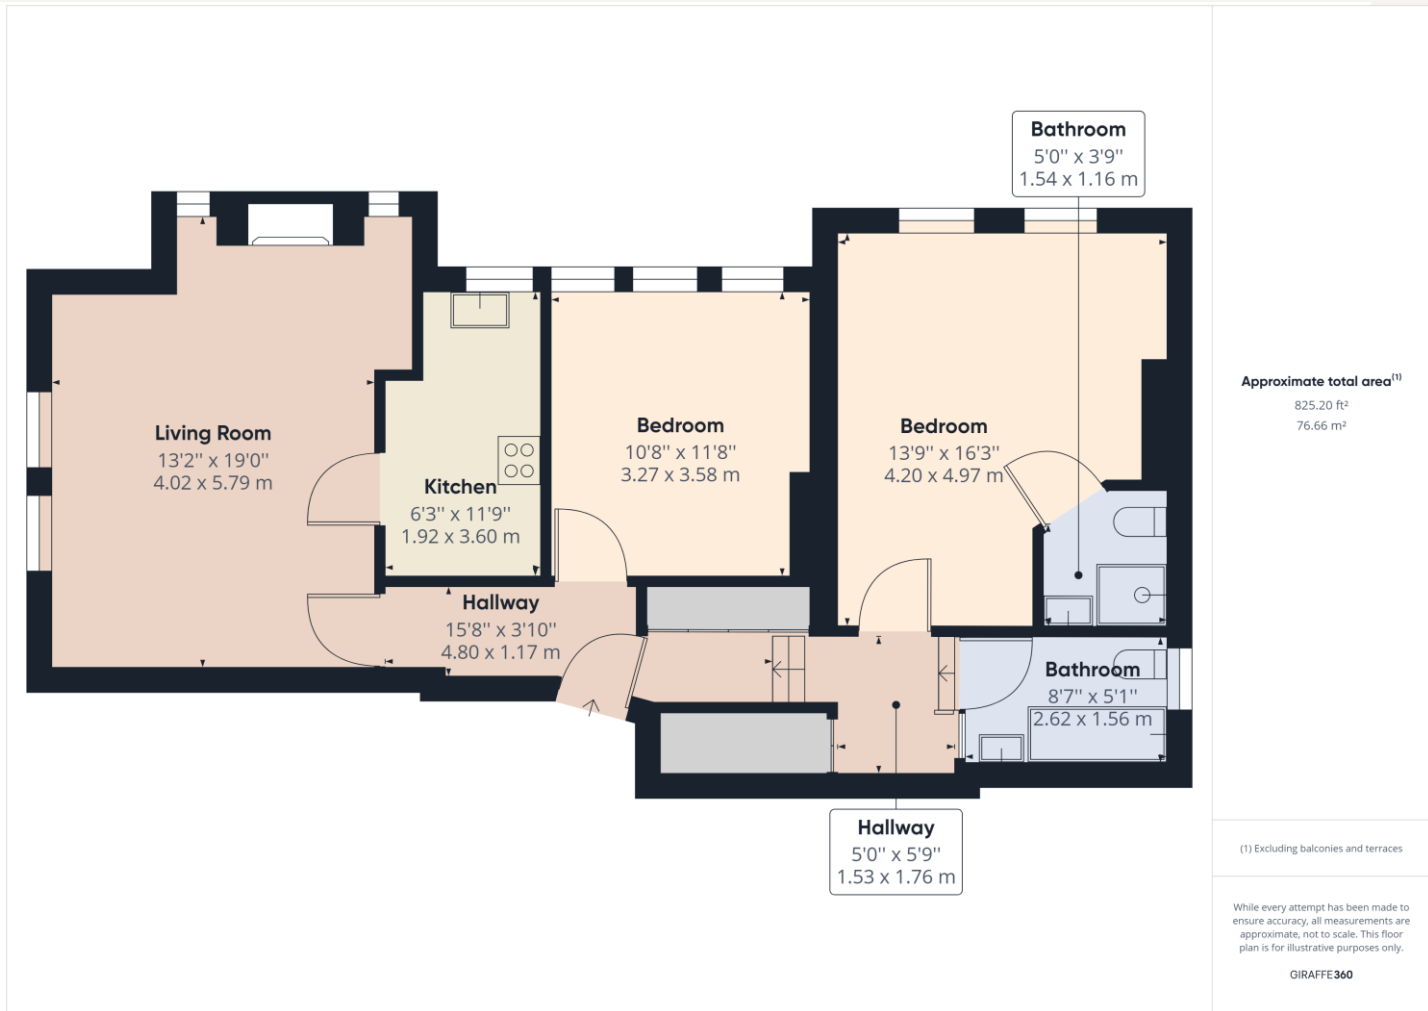 Bathroom
5'0" x 3'9"
1.54 x 1.16 m
Living Room
13'2" x 19'0"
4.02 x 5.79 m
Kitchen
6'3" x 11'9"
1.92 x 3.60 m
Bedroom
10'8" x 11'8"
3.27 x 3.58 m
Bedroom
13'9" x 16'3"
4.20 x 4.97 m
Hallway
15'8" x 3'10"
4.80 x 1.17 m
Bathroom
8'7" x 5'1"
2.62 x 1.56 m
Hallway
5'0" x 5'9"
1.53 x 1.76 m
Approximate total area(1)
825.20 ft²
76.66 m²
(1) Excluding balconies and terraces
While every attempt has been made to
ensure accuracy, all measurements are
approximate, not to scale. This floor
plan is for illustrative purposes only.
GIRAFFE360